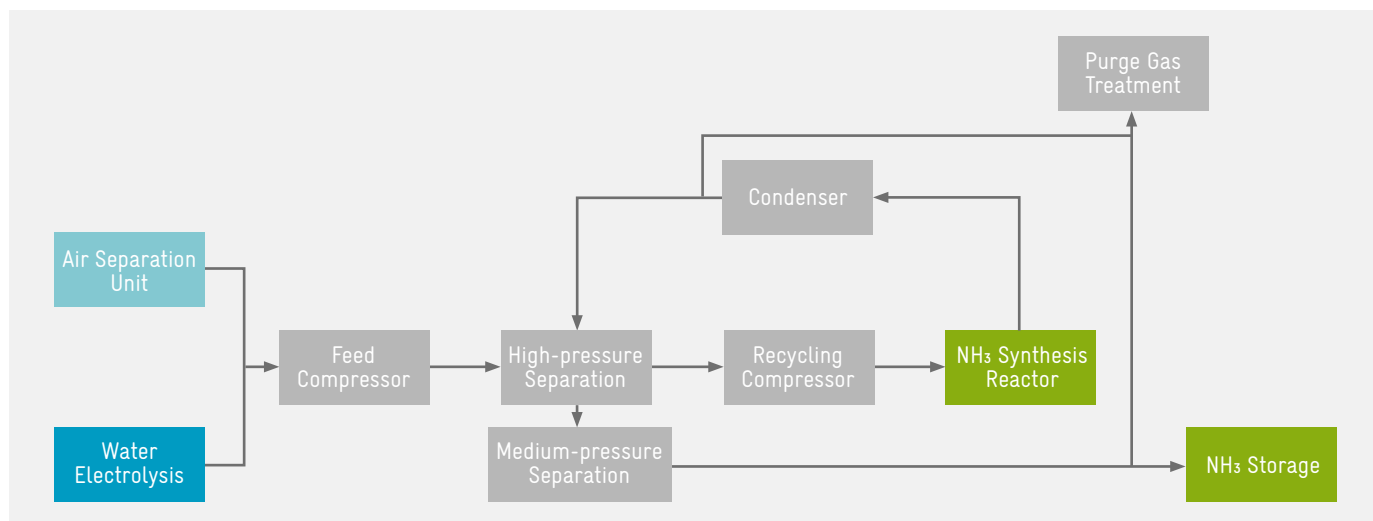 Purge Gas
Treatment
Condenser
Air Separation
Unit
Feed
Compressor
High-pressure
Separation
Recycling
Compressor
NH₃ Synthesis
Reactor
Water
Electrolysis
Medium-pressure
Separation
NH₃ Storage